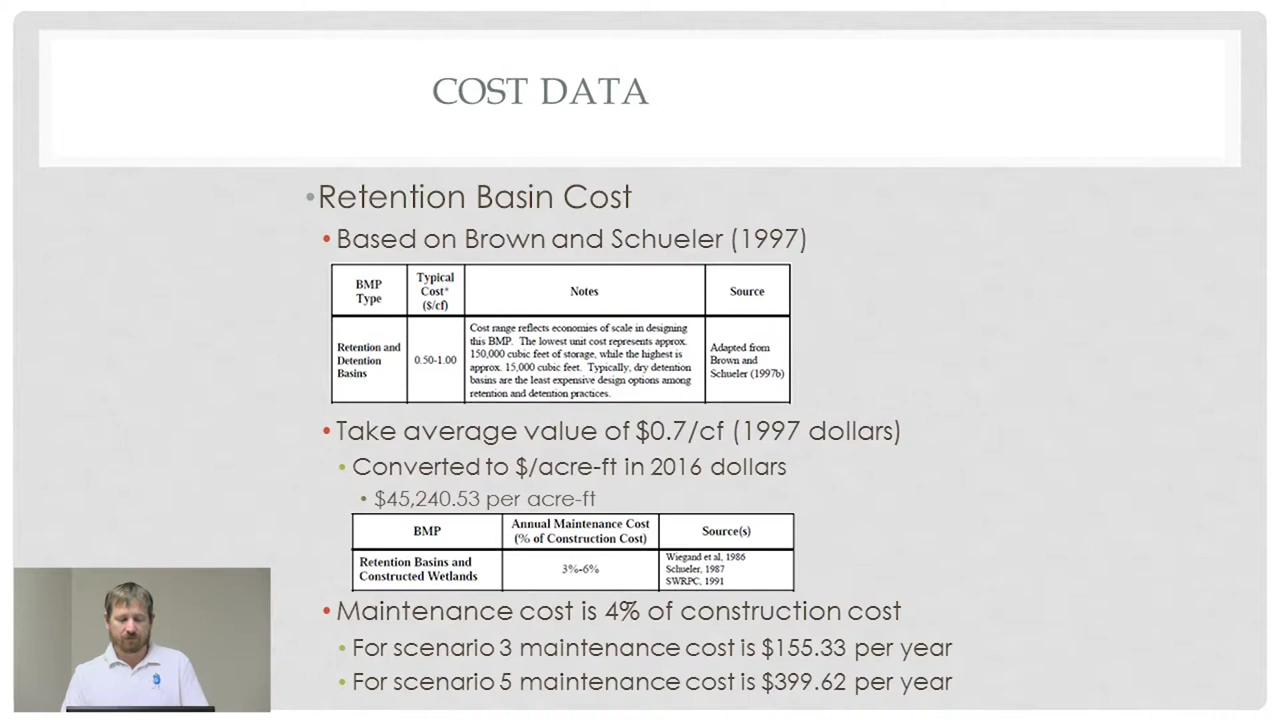 COST DATA
•Retention Basin Cost
•Based on Brown and Schueler (1997)
BMP Type
Typical Cost* ($/cf)
Notes
Source
Retention and Detention Basins
0.50-1.00
Cost range reflects economies of scale in designing
this BMP. The lowest unit cost represents approx.
150,000 cubic feet of storage, while the highest is
approx. 15,000 cubic feet. Typically, dry detention
basins are the least expensive design options among
retention and detention practices.
Adapted from
Brown and
Schueler (1997b)
•Take average value of $0.7/cf (1997 dollars)
•Converted to $/acre-ft in 2016 dollars
•$45,240.53 per acre-ft
BMP
Annual Maintenance Cost
(% of Construction Cost)
Source(s)
Retention Basins and
Constructed Wetlands
3%-6%
Wiegand et al, 1986
Schueler, 1987
SWRPC, 1991
•Maintenance cost is 4% of construction cost
•For scenario 3 maintenance cost is $155.33 per year
•For scenario 5 maintenance cost is $399.62 per year